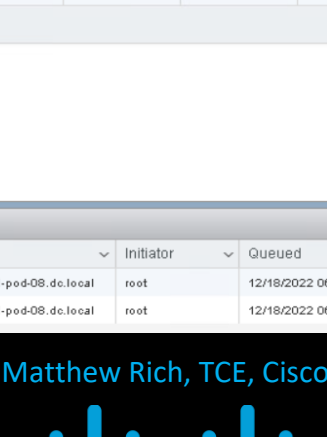 Initiator Queued
-pod-08.dc.local root 12/18/2022 06
-pod-08.dc.local root 12/18/2022 06
Matthew Rich, TCE, Cisco